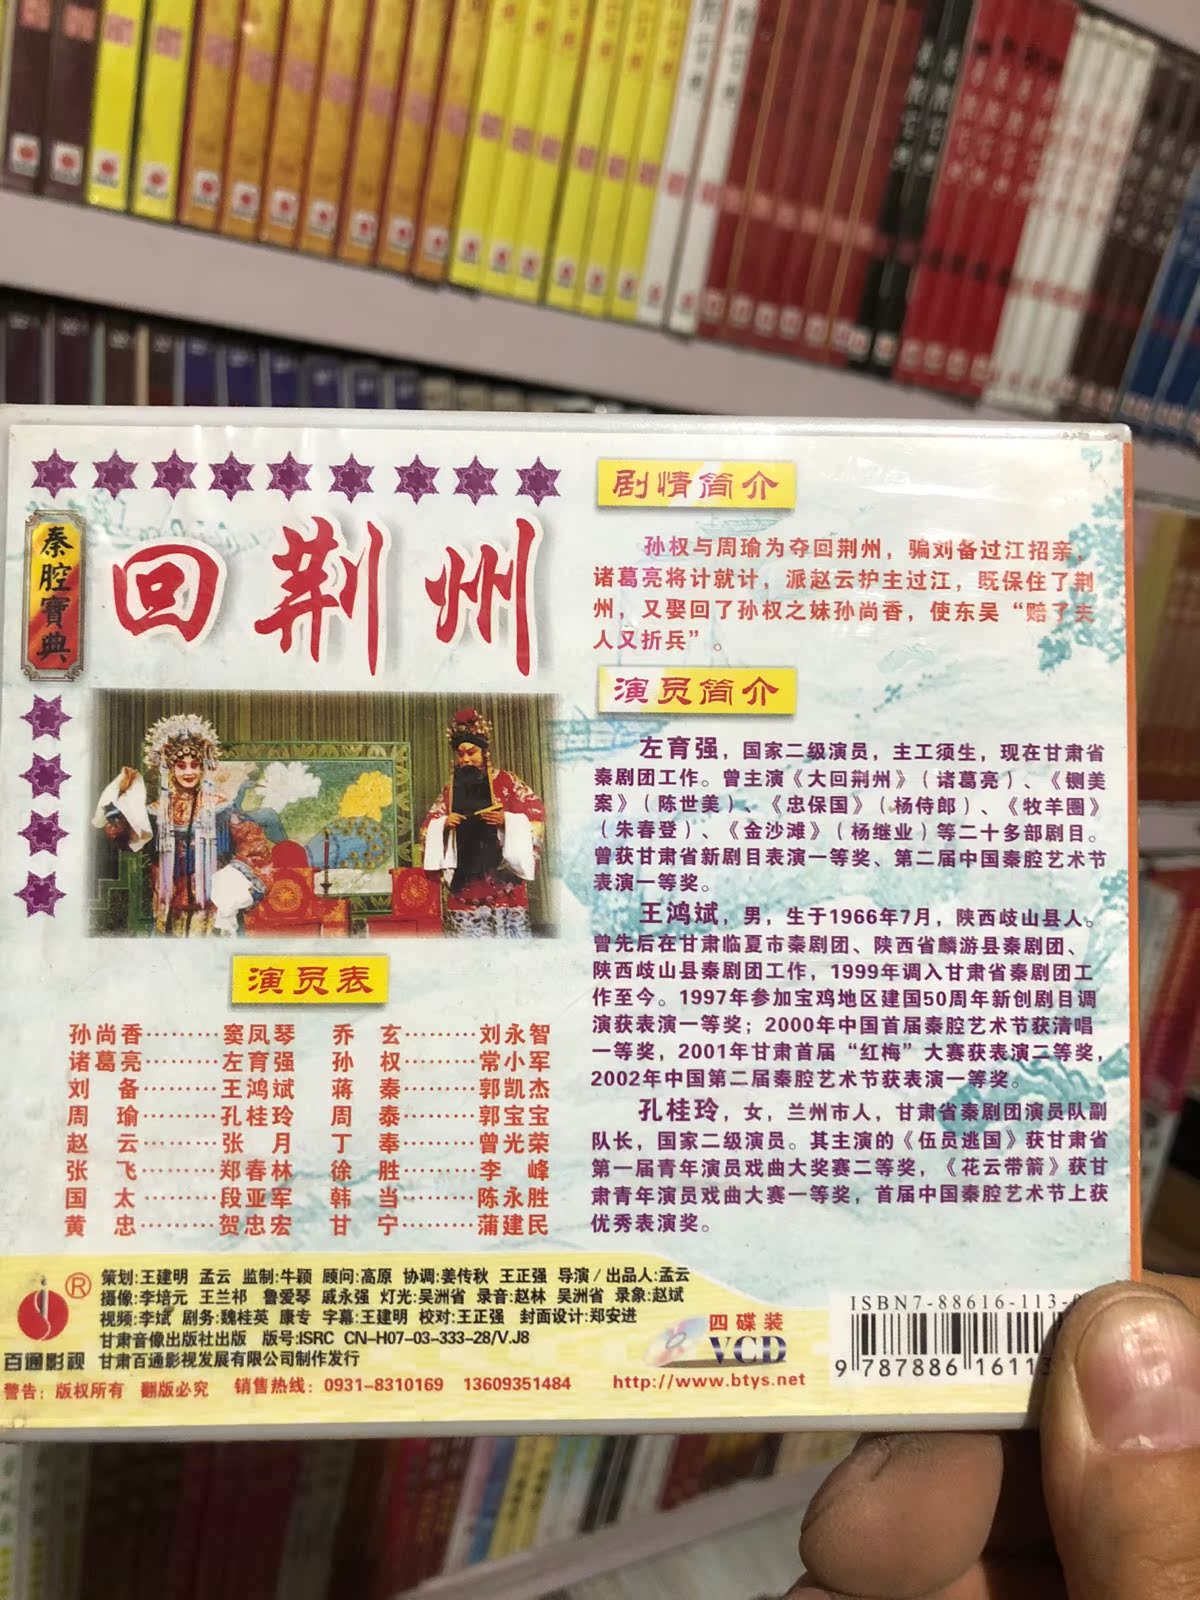 秦腔寶典
回荆州
演员表
孙尚香………窦凤琴 乔玄………刘永智
诸葛亮………左育强 孙权………常小军
刘备………王鸿斌 蒋秦………郭凯杰
周瑜………孔桂玲 周泰………郭宝宝
赵云………张月 丁奉………曾光荣
张飞………郑春林 徐胜………李峰
国太………段亚军 韩当………陈永胜
黄忠………贺忠宏 甘宁………蒲建民
剧情简介
孙权与周瑜为夺回荆州，骗刘备过江招亲，
诸葛亮将计就计，派赵云护主过江，既保住了荆
州，又娶回了孙权之妹孙尚香，使东吴“赔了夫
人又折兵”。
演员简介
左育强，国家二级演员，主工须生，现在甘肃省
秦剧团工作。曾主演《大回荆州》（诸葛亮）、《铡美
案》（陈世美）、《忠保国》（杨侍郎）、《牧羊圈》
（朱春登）、《金沙滩》（杨继业）等二十多部剧目。
曾获甘肃省新剧目表演一等奖、第二届中国秦腔艺术节
表演一等奖。
王鸿斌，男，生于1966年7月，陕西歧山县人。
曾先后在甘肃临夏市秦剧团、陕西省麟游县秦剧团、
陕西歧山县秦剧团工作，1999年调入甘肃省秦剧团工
作至今。1997年参加宝鸡地区建国50周年新创剧目调
演获表演一等奖；2000年中国首届秦腔艺术节获清唱
一等奖，2001年甘肃首届“红梅”大赛获表演二等奖，
2002年中国第二届秦腔艺术节获表演一等奖。
孔桂玲，女，兰州市人，甘肃省秦剧团演员队副
队长，国家二级演员。其主演的《伍员逃国》获甘肃省
第一届青年演员戏曲大奖赛二等奖，《花云带箭》获甘
肃青年演员戏曲大赛一等奖，首届中国秦腔艺术节上获
优秀表演奖。
®
百通影视
策划:王建明 孟云 监制:牛颖 顾问:高原 协调:姜传秋 王正强 导演/出品人:孟云
摄像:李培元 王兰祁 鲁爱琴 戚永强 灯光:吴洲省 录音:赵林 吴洲省 录象:赵斌
视频:李斌 剧务:魏桂英 康专 字幕:王建明 校对:王正强 封面设计:郑安进
甘肃音像出版社出版 版号:ISRC CN-H07-03-333-28/V.J8
甘肃百通影视发展有限公司制作发行
四碟装
VCD
ISBN7-88616-113-
9 787886 16113
警告：版权所有 翻版必究 销售热线：0931-8310169 13609351484 http://www.btys.net